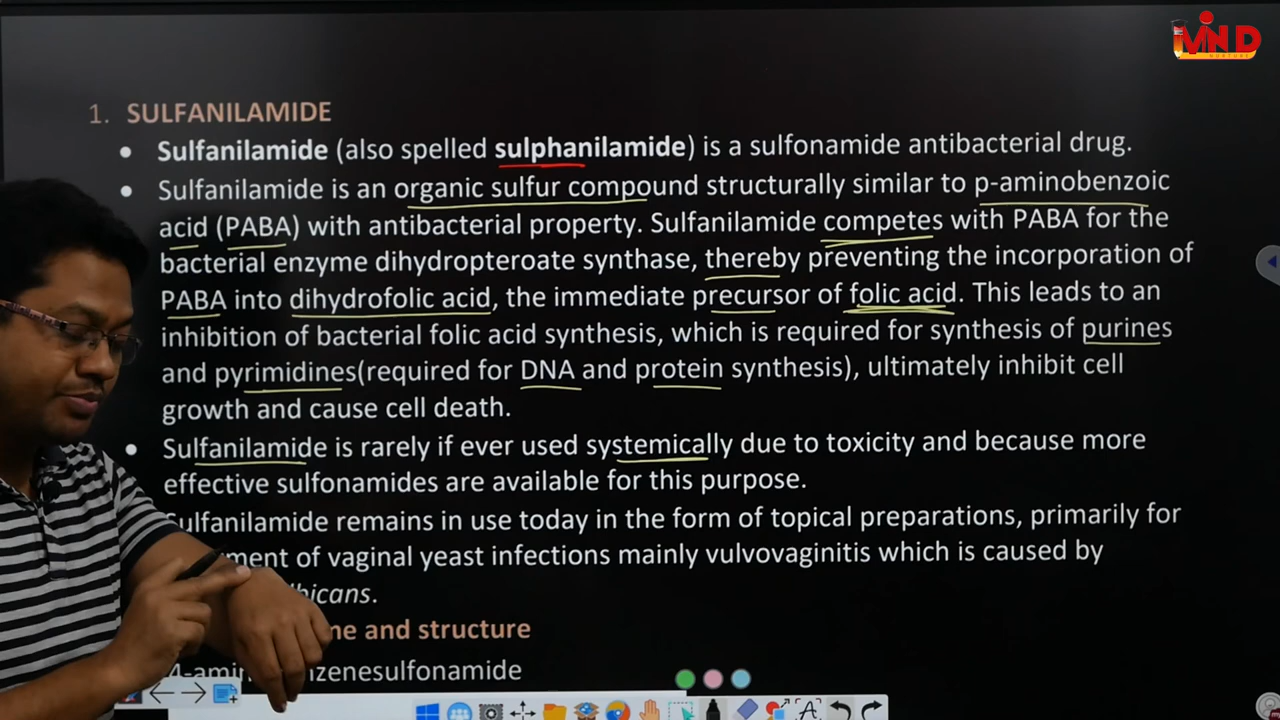 MND
1. SULFANILAMIDE
• Sulfanilamide (also spelled sulphanilamide) is a sulfonamide antibacterial drug.
• Sulfanilamide is an organic sulfur compound structurally similar to p-aminobenzoic
acid (PABA) with antibacterial property. Sulfanilamide competes with PABA for the
bacterial enzyme dihydropteroate synthase, thereby preventing the incorporation of
PABA into dihydrofolic acid, the immediate precursor of folic acid. This leads to an
inhibition of bacterial folic acid synthesis, which is required for synthesis of purines
and pyrimidines(required for DNA and protein synthesis), ultimately inhibit cell
growth and cause cell death.
• Sulfanilamide is rarely if ever used systemically due to toxicity and because more
effective sulfonamides are available for this purpose.
Sulfanilamide remains in use today in the form of topical preparations, primarily for
of vaginal yeast infections mainly vulvovaginitis which is caused by
and structure